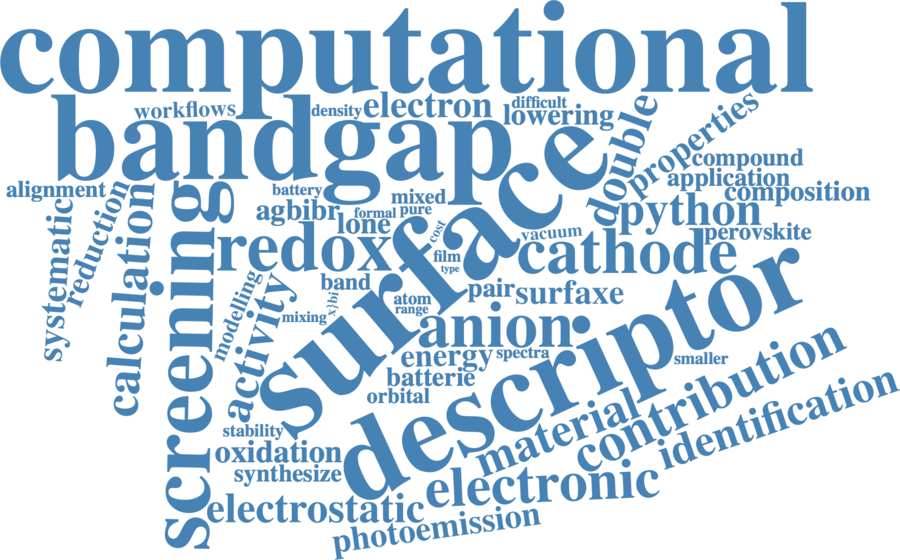 computational
bandgap
workflows
density
electron
difficult
lowering
double
properties
compound
application
composition
alignment
systematic
reduction
calculation
screening
battery
agbibr
mixed
formal
pure
lone
redox
surface
cost
film
type
vacuum
python
perovskite
cathode
band
pair
surfaxe
modelling
activity
mixing
x}bi
atom
range
anion
descriptor
energy
spectra
batterie
orbital
smaller
stability
oxidation
synthesize
material
contribution
identification
electrostatic
electronic
photoemission